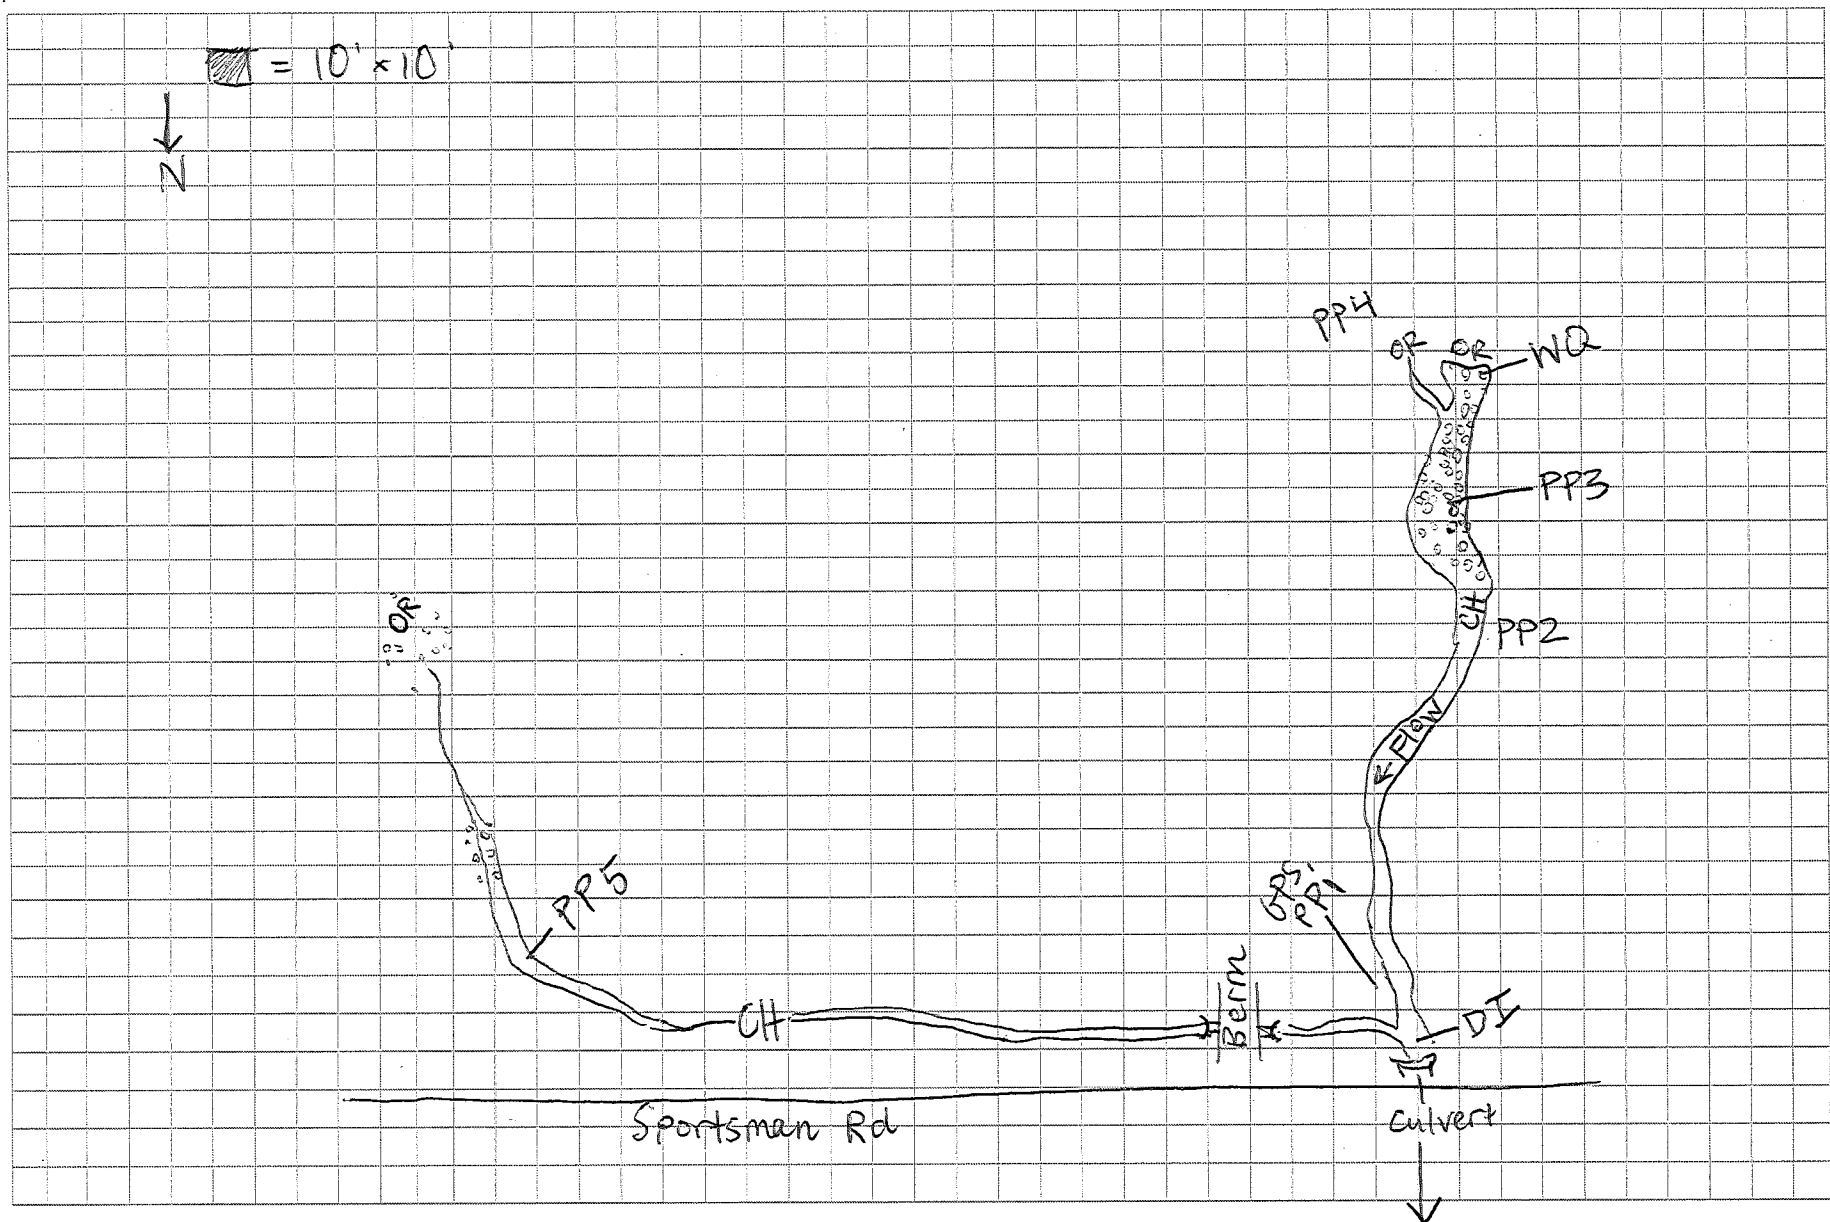 = 10' × 10'
N
PP4
OR
OR
WQ
PP3
OR
CH
PP2
Flow
PP5
GPS,
PP1
Berm
CH
DI
Sportsman Rd
Culvert